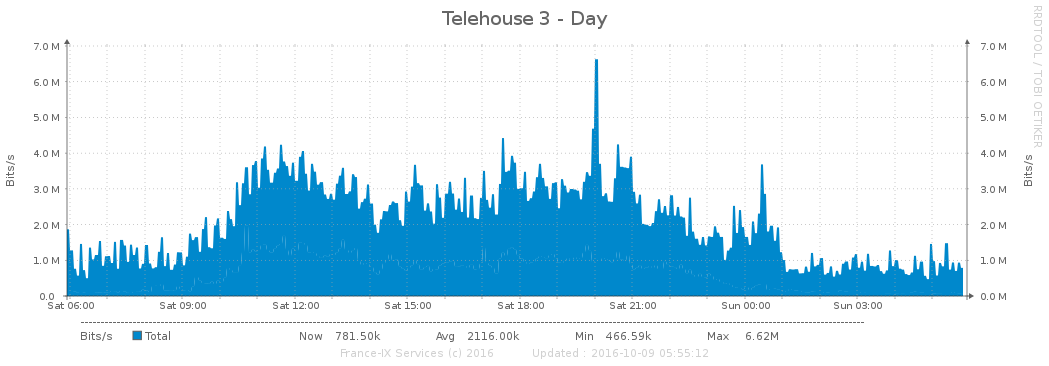 Telehouse 3 - Day
RRDTOOL / TOBI OETIKER
Bits/s
Bits/s
7.0 M 7.0 M
6.0 M 6.0 M
5.0 M 5.0 M
4.0 M 4.0 M
3.0 M 3.0 M
2.0 M 2.0 M
1.0 M 1.0 M
0.0 0.0 M
Sat 06:00 Sat 09:00 Sat 12:00 Sat 15:00 Sat 18:00 Sat 21:00 Sun 00:00 Sun 03:00
Bits/s Total Now 781.50k Avg 2116.00k Min 466.59k Max 6.62M
France-IX Services (c) 2016 Updated : 2016-10-09 05:55:12